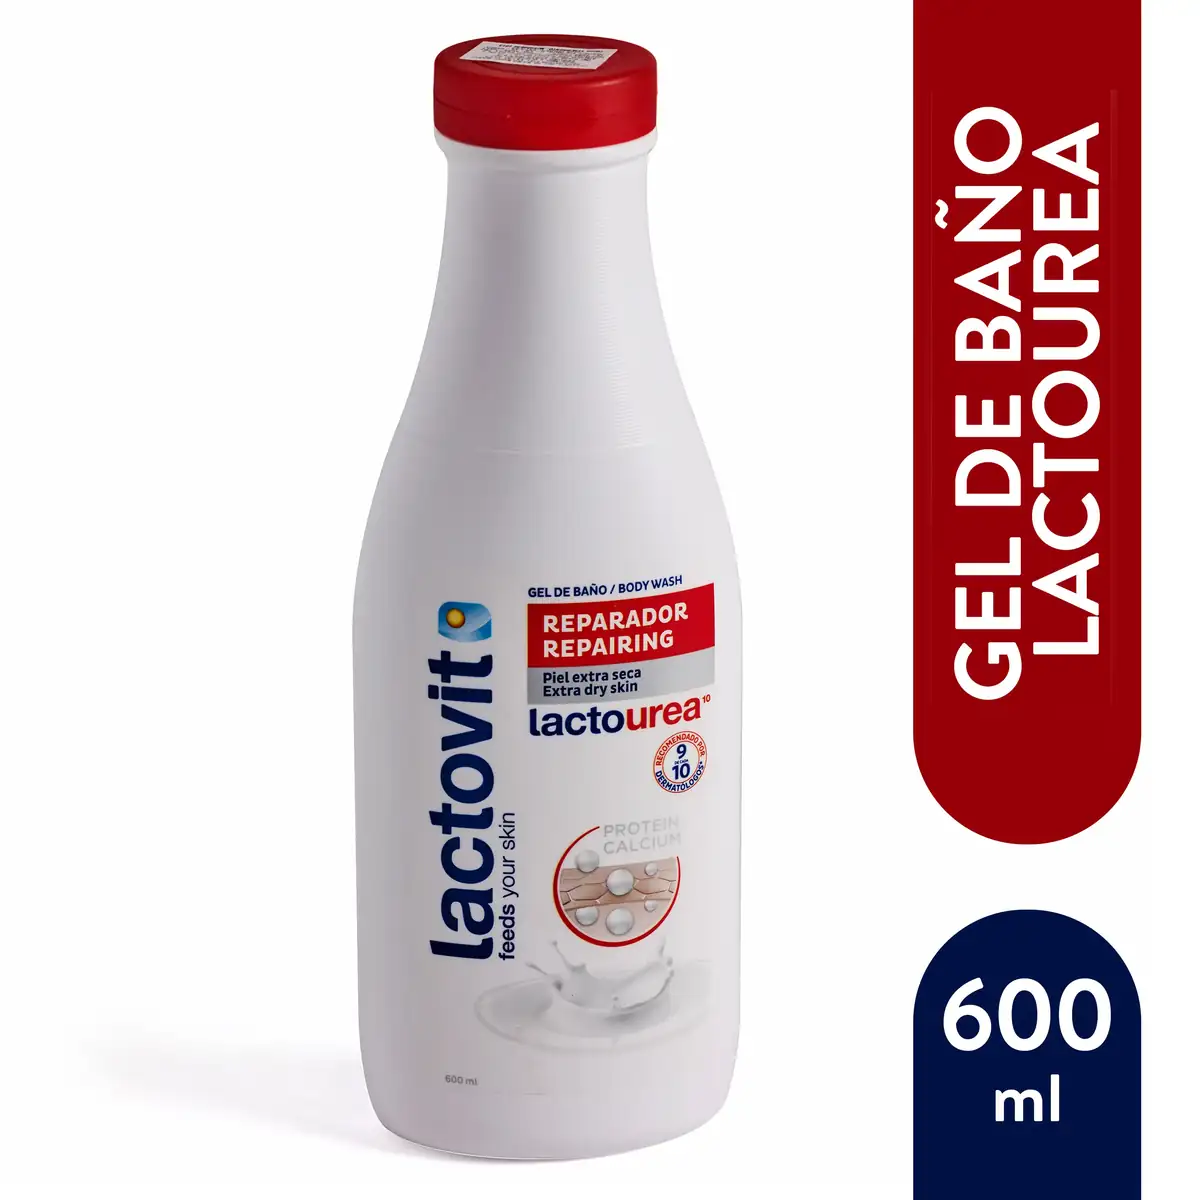 GEL DE BAÑO / BODY WASH
REPARADOR
REPAIRING
Piel extra seca
Extra dry skin
lactourea¹⁰
RECOMENDADO POR
9
DE CADA
10
DERMATÓLOGOS*
lactovit
feeds your skin
PROTEIN
CALCIUM
600 ml
GEL DE BAÑO
LACTOUREA
600
ml